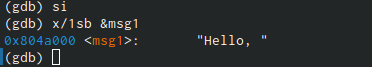 (gdb) si
(gdb) x/1sb &msg1
0x804a000 <msg1>:       "Hello, "
(gdb)